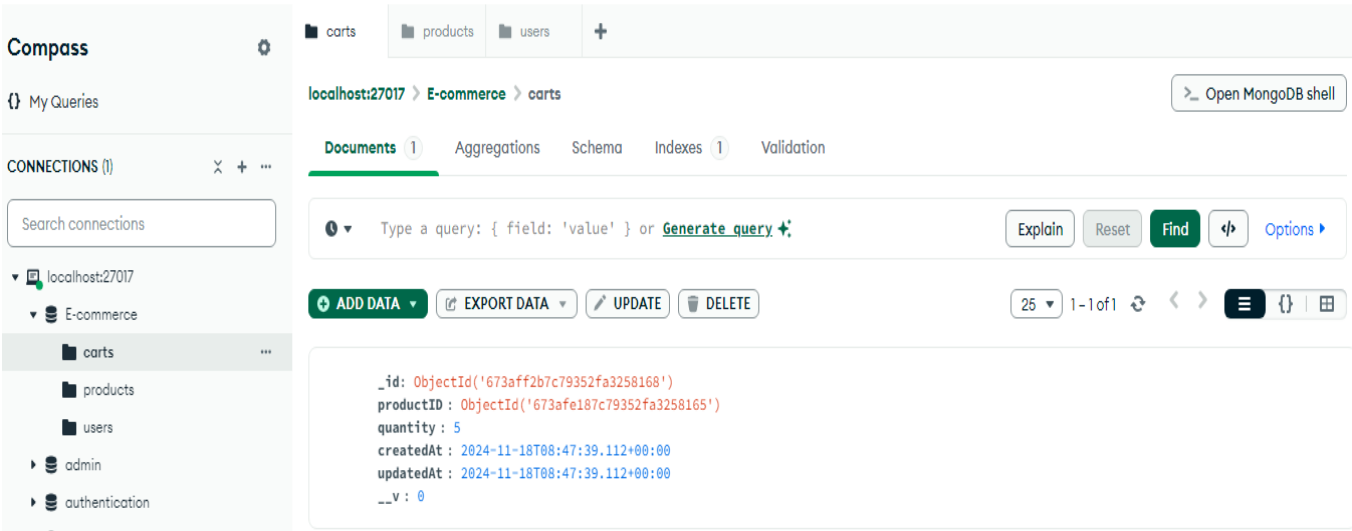 Compass
{} My Queries
CONNECTIONS (1)
Search connections
localhost:27017
E-commerce
carts
products
users
admin
authentication
carts products users
localhost:27017 > E-commerce > carts
>_ Open MongoDB shell
Documents 1 Aggregations Schema Indexes 1 Validation
Type a query: { field: 'value' } or Generate query
Explain Reset Find </> Options
ADD DATA EXPORT DATA UPDATE DELETE
25 1-1 of 1 {}
_id: ObjectId('673aff2b7c79352fa3258168')
productID : ObjectId('673afe187c79352fa3258165')
quantity : 5
createdAt : 2024-11-18T08:47:39.112+00:00
updatedAt : 2024-11-18T08:47:39.112+00:00
__v : 0